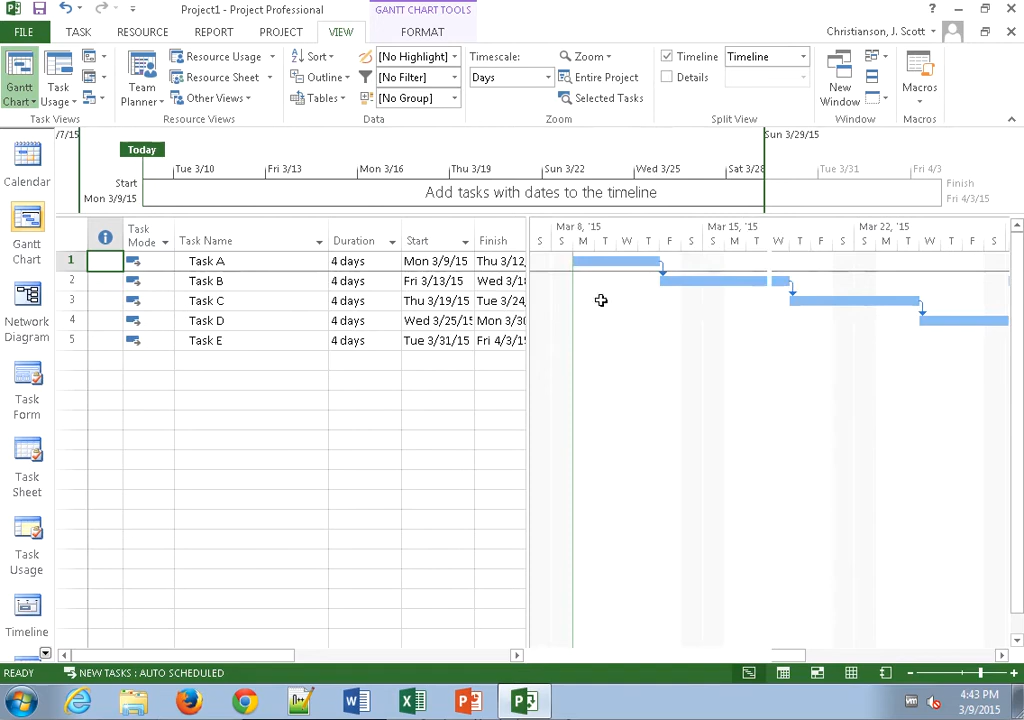 Project1 - Project Professional
GANTT CHART TOOLS
?
FILE TASK RESOURCE REPORT PROJECT VIEW FORMAT
Christianson, J. Scott
Gantt Chart
Task Usage
Task Views
Team Planner
Resource Usage
Resource Sheet
Other Views
Resource Views
Sort
Outline
Tables
[No Highlight]
[No Filter]
[No Group]
Data
Timescale:
Days
Zoom
Entire Project
Selected Tasks
Zoom
Timeline Timeline
Details
Split View
New Window
Window
Macros
Macros
/7/15
Sun 3/29/15
Today
Tue 3/10 Fri 3/13 Mon 3/16 Thu 3/19 Sun 3/22 Wed 3/25 Sat 3/28 Tue 3/31 Fri 4/3
Start
Mon 3/9/15
Add tasks with dates to the timeline
Finish
Fri 4/3/15
Calendar
Gantt Chart
Network Diagram
Task Form
Task Sheet
Task Usage
Timeline
Task Mode Task Name Duration Start Finish
Mar 8, '15 Mar 15, '15 Mar 22, '15
S S M T W T F S S M T W T F S S M T W T F S
1 Task A 4 days Mon 3/9/15 Thu 3/12,
2 Task B 4 days Fri 3/13/15 Wed 3/18
3 Task C 4 days Thu 3/19/15 Tue 3/24,
4 Task D 4 days Wed 3/25/15 Mon 3/30
5 Task E 4 days Tue 3/31/15 Fri 4/3/15
READY NEW TASKS : AUTO SCHEDULED
4:43 PM
3/9/2015